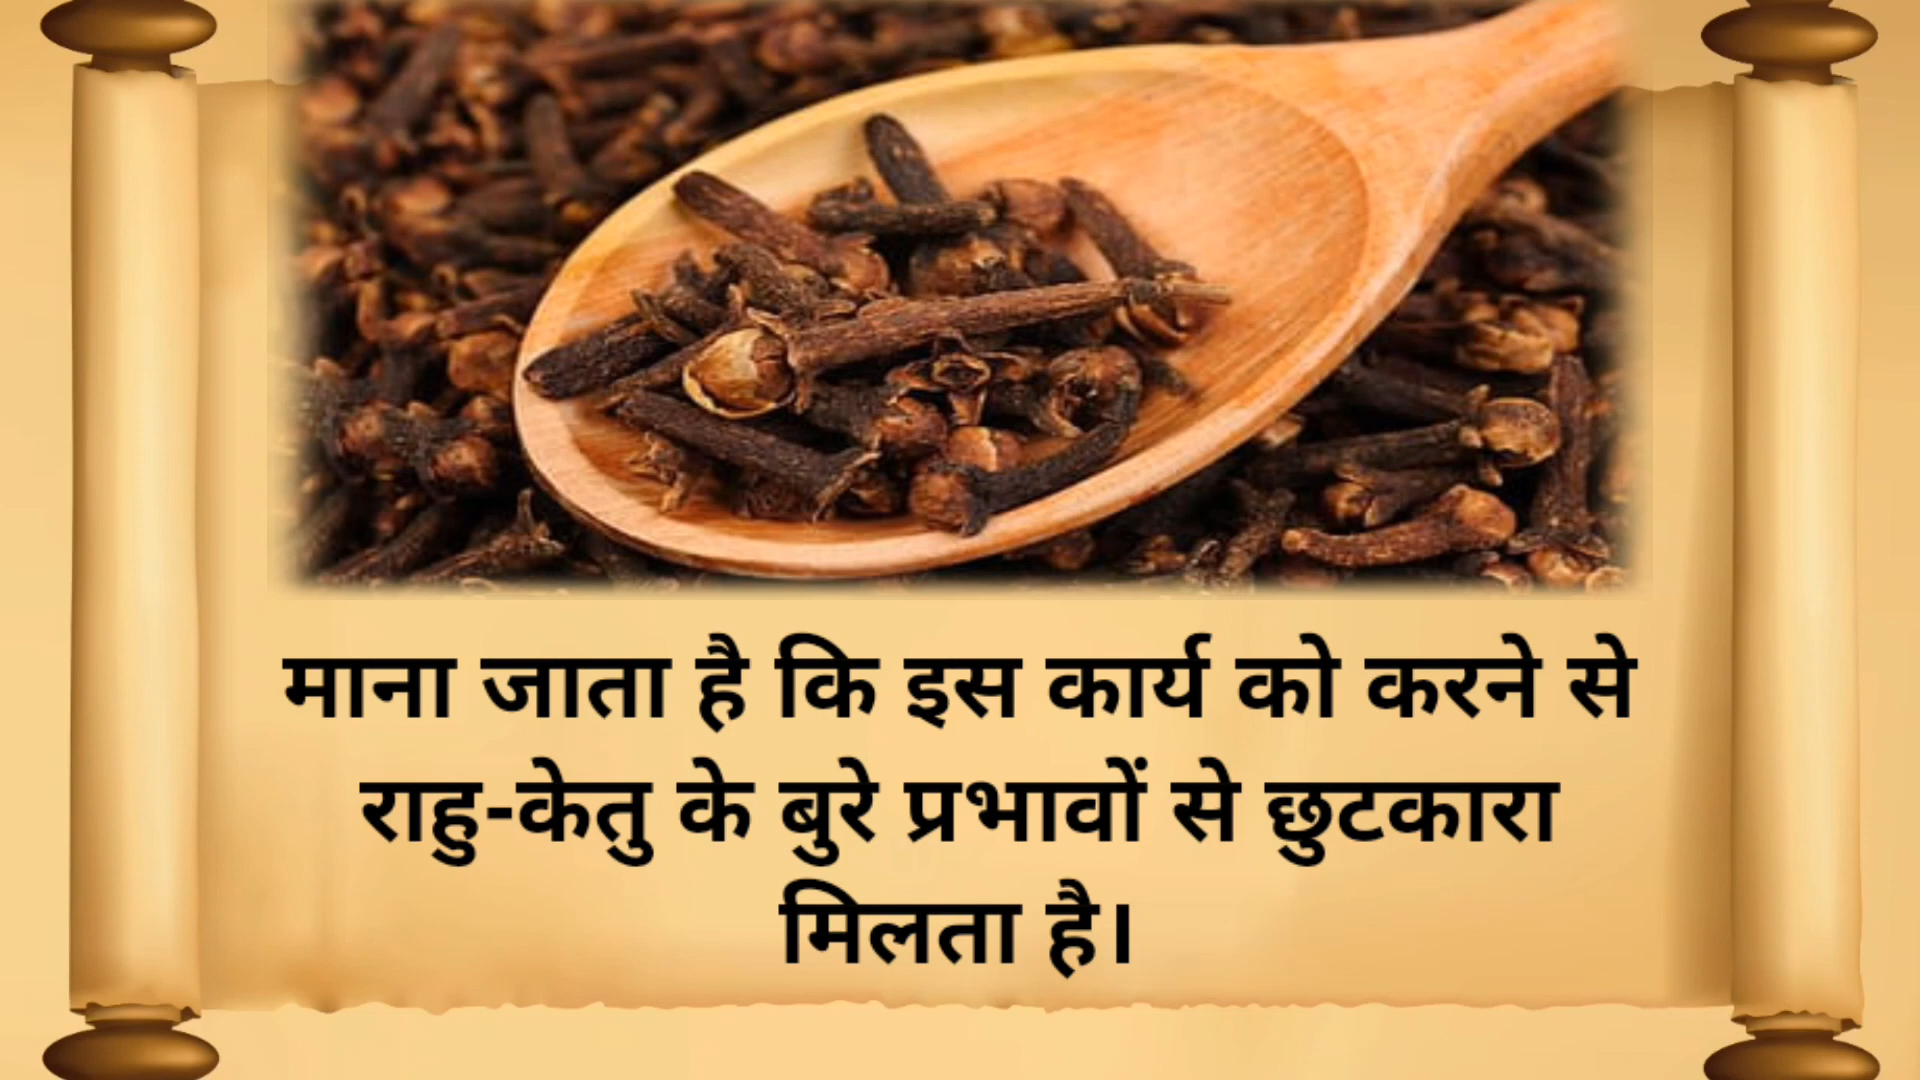 माना जाता है कि इस कार्य को करने से
राहु-केतु के बुरे प्रभावों से छुटकारा
मिलता है।